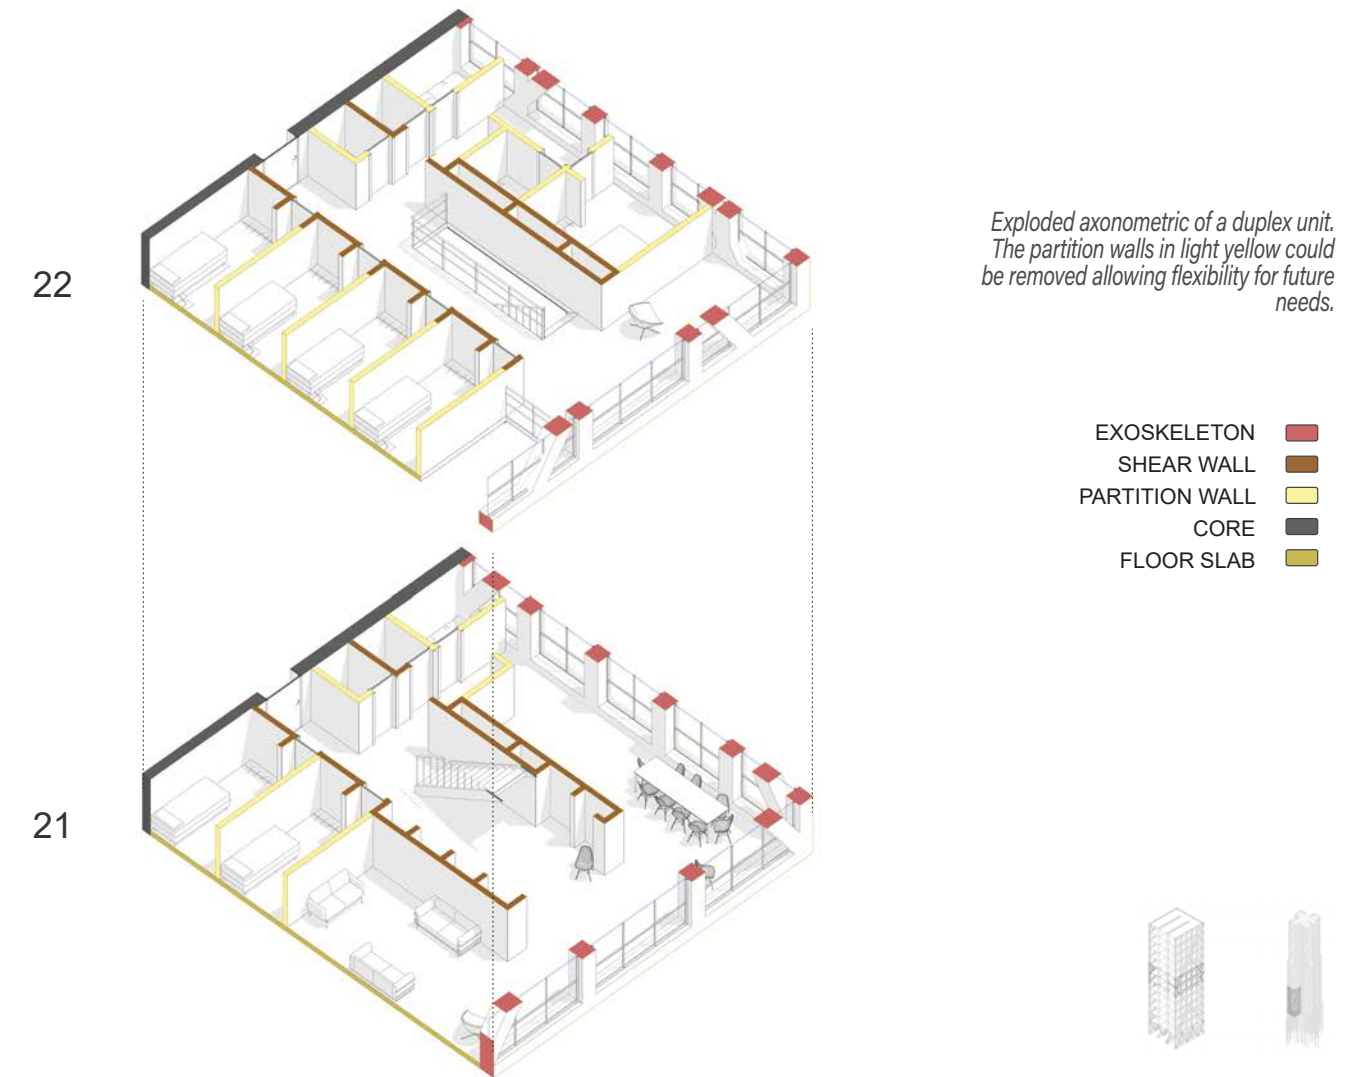 22
Exploded axonometric of a duplex unit.
The partition walls in light yellow could
be removed allowing flexibility for future
needs.
EXOSKELETON
SHEAR WALL
PARTITION WALL
CORE
FLOOR SLAB
21